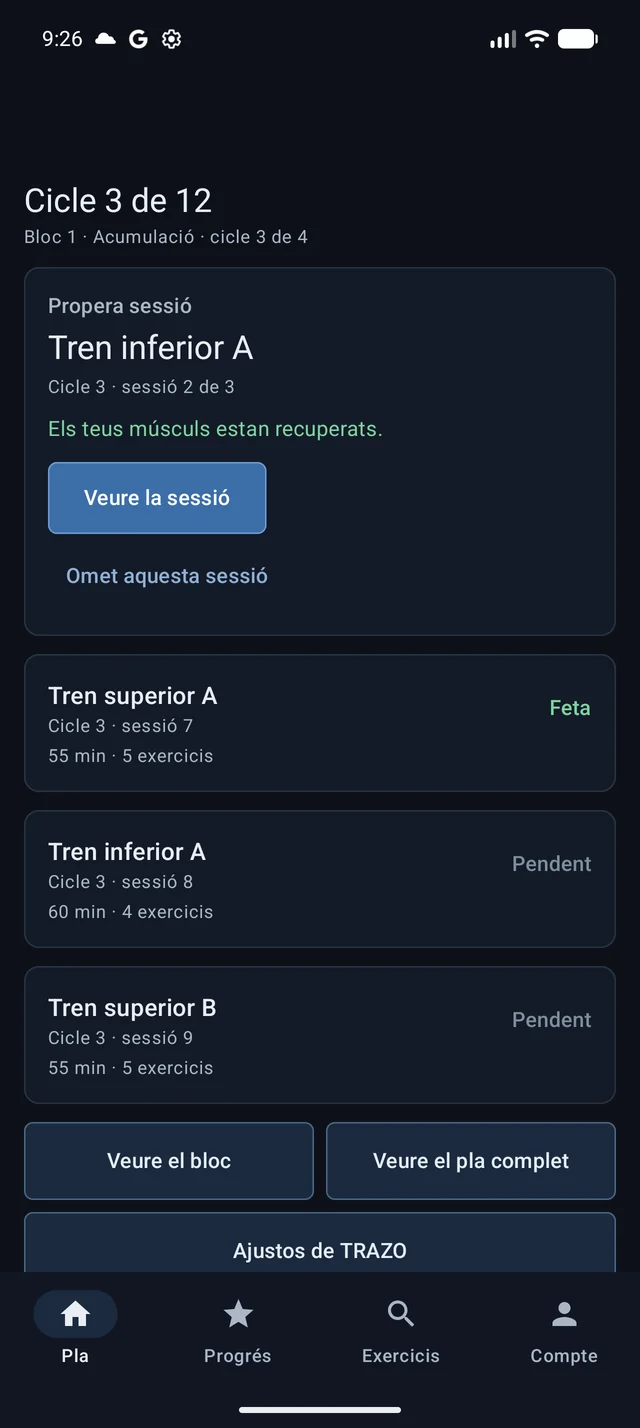 9:26
Cicle 3 de 12
Bloc 1 · Acumulació · cicle 3 de 4
Propera sessió
Tren inferior A
Cicle 3 · sessió 2 de 3
Els teus músculs estan recuperats.
Veure la sessió
Omet aquesta sessió
Tren superior A
Feta
Cicle 3 · sessió 7
55 min · 5 exercicis
Tren inferior A
Pendent
Cicle 3 · sessió 8
60 min · 4 exercicis
Tren superior B
Pendent
Cicle 3 · sessió 9
55 min · 5 exercicis
Veure el bloc
Veure el pla complet
Ajustos de TRAZO
Pla
Progrés
Exercicis
Compte